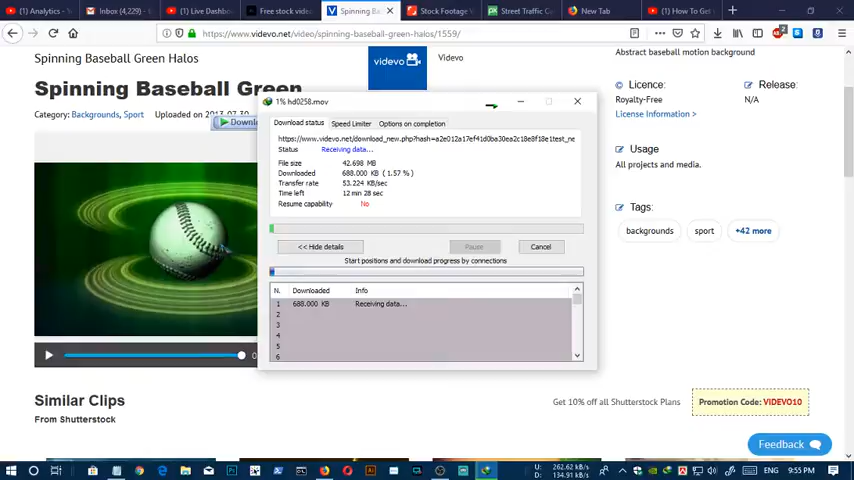 Analytics -
Inbox (4,229) -
Live Dashbo
Free stock vide
Spinning Ba
Stock Footage
Street Traffic
New Tab
How To Get
https://www.videvo.net/video/spinning-baseball-green-halos/1559/
Spinning Baseball Green Halos
videvo
Videvo
Abstract baseball motion background
Spinning Baseball Green
Category: Backgrounds, Sport Uploaded on 2013-07-30
Licence:
Royalty-Free
License Information >
Release:
N/A
Usage
All projects and media.
Tags:
backgrounds
sport
+42 more
1% hd0258.mov
Download status
Speed Limiter
Options on completion
Status Receiving data...
File size 42.698 MB
Downloaded 688.000 KB ( 1.57 % )
Transfer rate 53.224 KB/sec
Time left 12 min 28 sec
Resume capability No
<< Hide details
Pause
Cancel
Start positions and download progress by connections
N. Downloaded Info
1 688.000 KB Receiving data...
2
3
4
5
6
Similar Clips
From Shutterstock
Get 10% off all Shutterstock Plans
Promotion Code: VIDEVO10
Feedback
U: 262.62 kB/s
D: 134.91 kB/s
ENG
9:55 PM